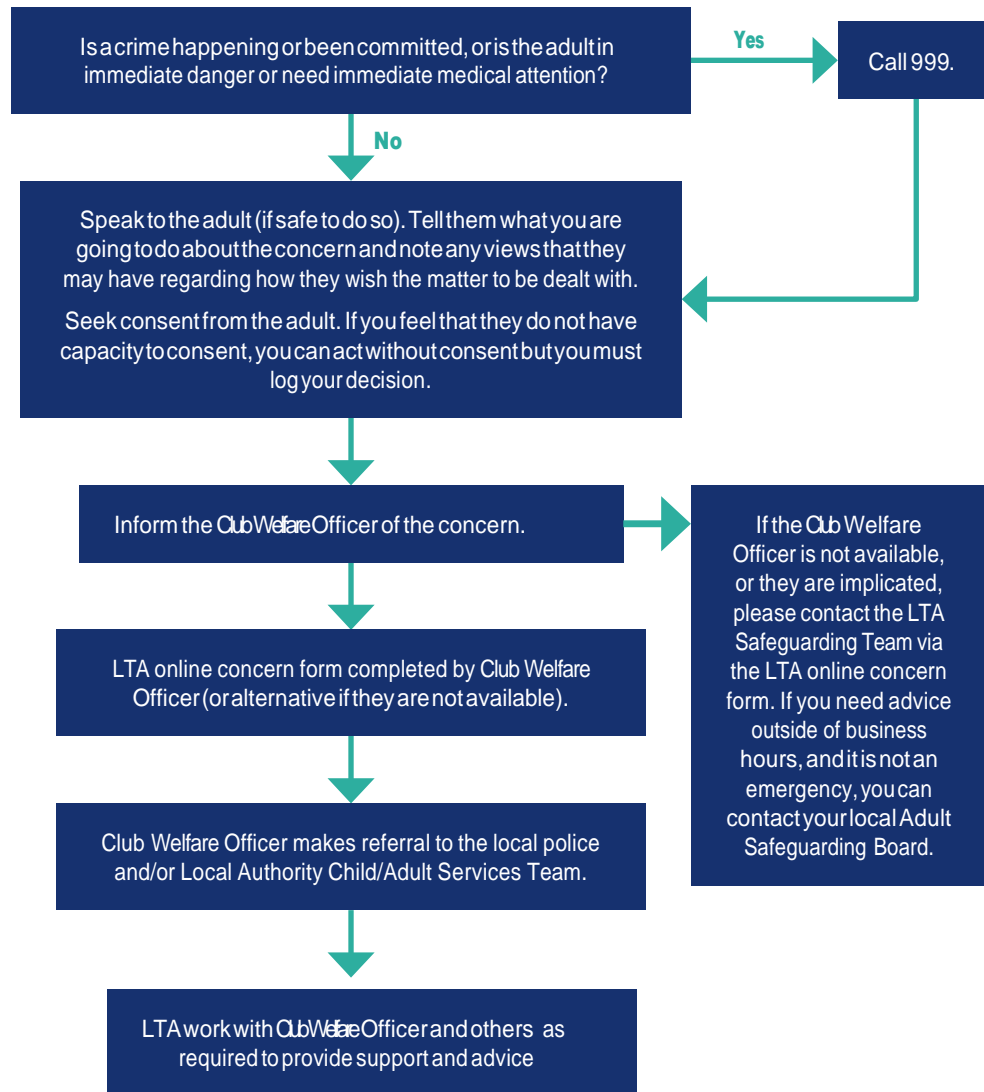 Is a crime happening or been committed, or is the adult in
immediate danger or need immediate medical attention?
Yes
Call 999.
No
Speak to the adult (if safe to do so). Tell them what you are
going to do about the concern and note any views that they
may have regarding how they wish the matter to be dealt with.
Seek consent from the adult. If you feel that they do not have
capacity to consent, you can act without consent but you must
log your decision.
Inform the Club Welfare Officer of the concern.
If the Club Welfare
Officer is not available,
or they are implicated,
please contact the LTA
Safeguarding Team via
the LTA online concern
form. If you need advice
outside of business
hours, and it is not an
emergency, you can
contact your local Adult
Safeguarding Board.
LTA online concern form completed by Club Welfare
Officer (or alternative if they are not available).
Club Welfare Officer makes referral to the local police
and/or Local Authority Child/Adult Services Team.
LTA work with Club Welfare Officer and others as
required to provide support and advice